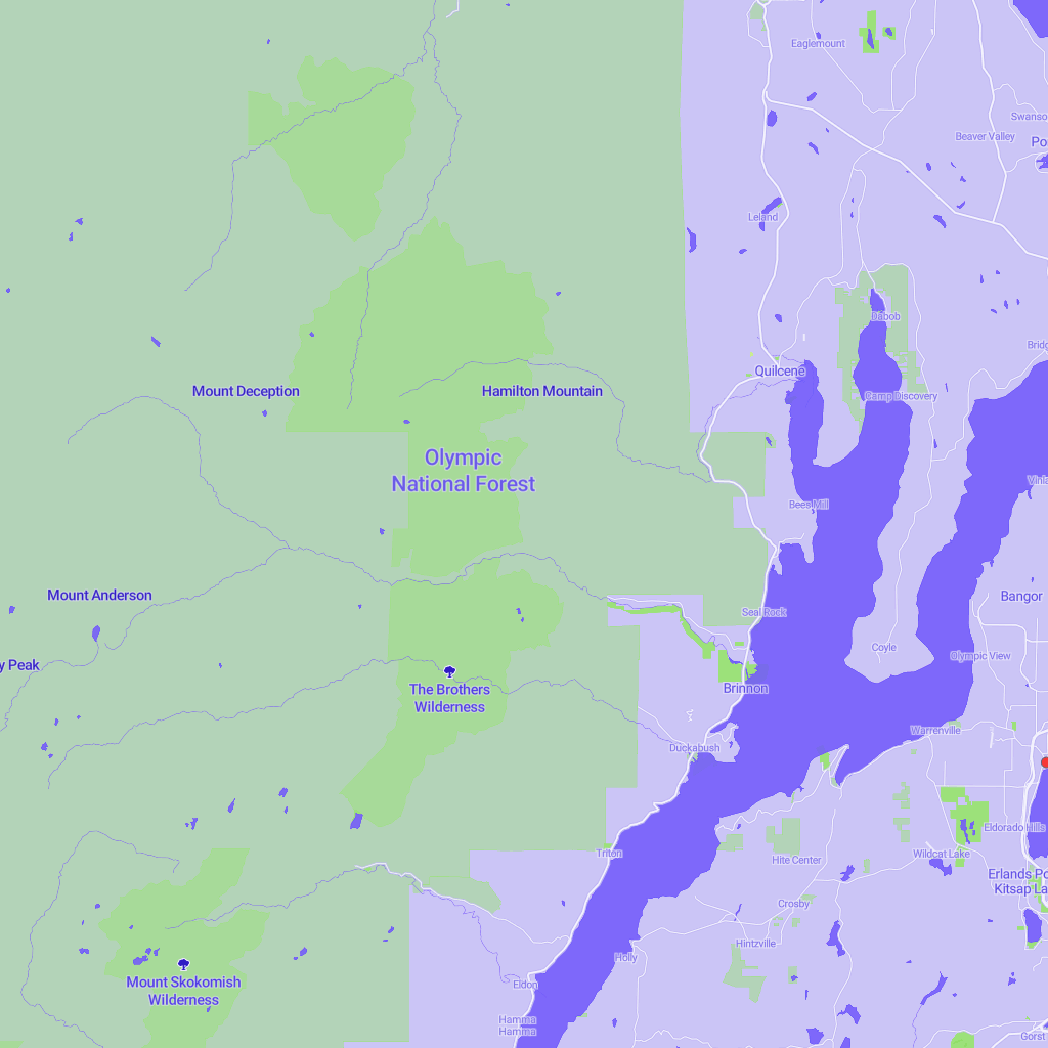 Eaglemount
Swanso
Beaver Valley
Po
Leland
Dabob
Bridg
Quilcene
Mount Deception
Hamilton Mountain
Camp Discovery
Olympic
National Forest
Vinla
Bees Mill
Mount Anderson
Bangor
Seal Rock
Coyle
Olympic View
y Peak
The Brothers
Wilderness
Brinnon
Warrenville
Duckabush
Eldorado Hills
Triton
Hite Center
Wildcat Lake
Erlands Po
Kitsap La
Crosby
Hintzville
Holly
Mount Skokomish
Wilderness
Eldon
Hamma
Hamma
Gorst